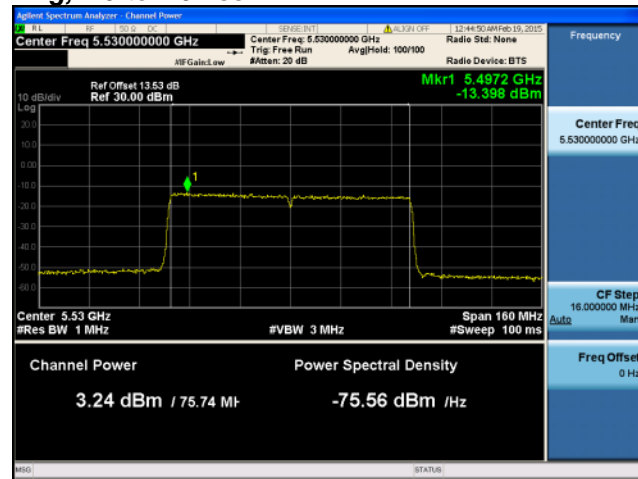 Agilent Spectrum Analyzer - Channel Power
RL RF 50 Ω DC SENSE:INT ALIGN OFF 12:44:50 AM Feb 19, 2015
Center Freq 5.530000000 GHz
Center Freq: 5.530000000 GHz
Radio Std: None
Trig: Free Run Avg|Hold: 100/100
#IFGain:Low #Atten: 20 dB Radio Device: BTS
Frequency
Mkr1 5.4972 GHz
-13.398 dBm
Ref Offset 13.53 dB
10 dB/div Ref 30.00 dBm
Log
20.0
10.0
0.00
-10.0
-20.0
-30.0
-40.0
-50.0
-60.0
1
Center Freq
5.530000000 GHz
Center 5.53 GHz Span 160 MHz
#Res BW 1 MHz #VBW 3 MHz #Sweep 100 ms
CF Step
16.000000 MHz
Auto Man
Channel Power Power Spectral Density
3.24 dBm / 75.74 MH -75.56 dBm /Hz
Freq Offset
0 Hz
MSG STATUS